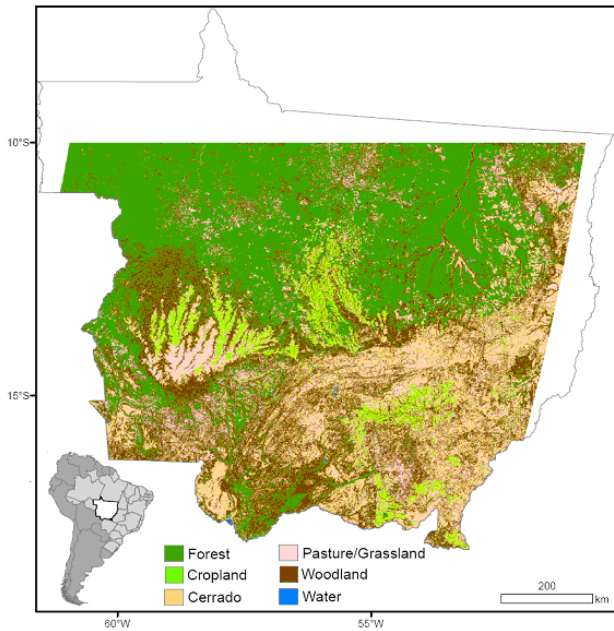 10°S
15°S
Forest
Pasture/Grassland
Cropland
Woodland
Cerrado
Water
200
km
60°W
55°W